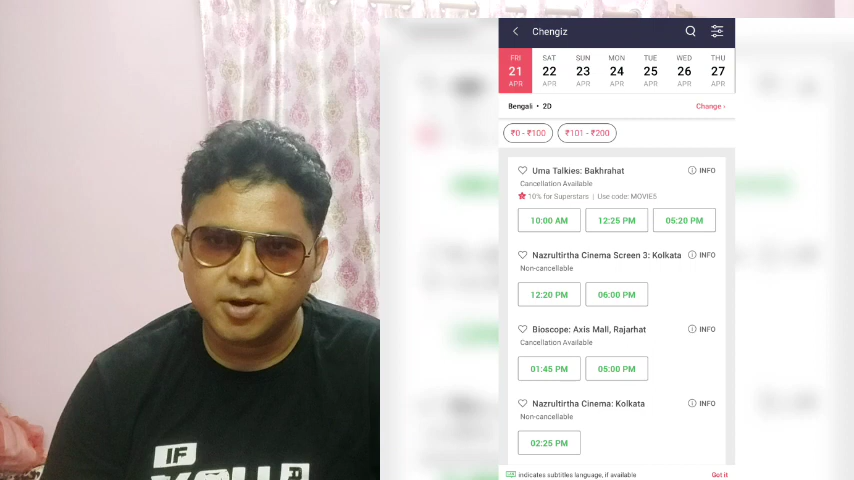 Chengiz
FRI SAT SUN MON TUE WED THU
21 22 23 24 25 26 27
APR APR APR APR APR APR APR
Bengali • 2D Change ›
₹0 - ₹100 ₹101 - ₹200
Uma Talkies: Bakhrahat INFO
Cancellation Available
10% for Superstars | Use code: MOVIE5
10:00 AM 12:25 PM 05:20 PM
Nazrultirtha Cinema Screen 3: Kolkata INFO
Non-cancellable
12:20 PM 06:00 PM
Bioscope: Axis Mall, Rajarhat INFO
Cancellation Available
01:45 PM 05:00 PM
Nazrultirtha Cinema: Kolkata INFO
Non-cancellable
02:25 PM
indicates subtitles language, if available Got it
IF